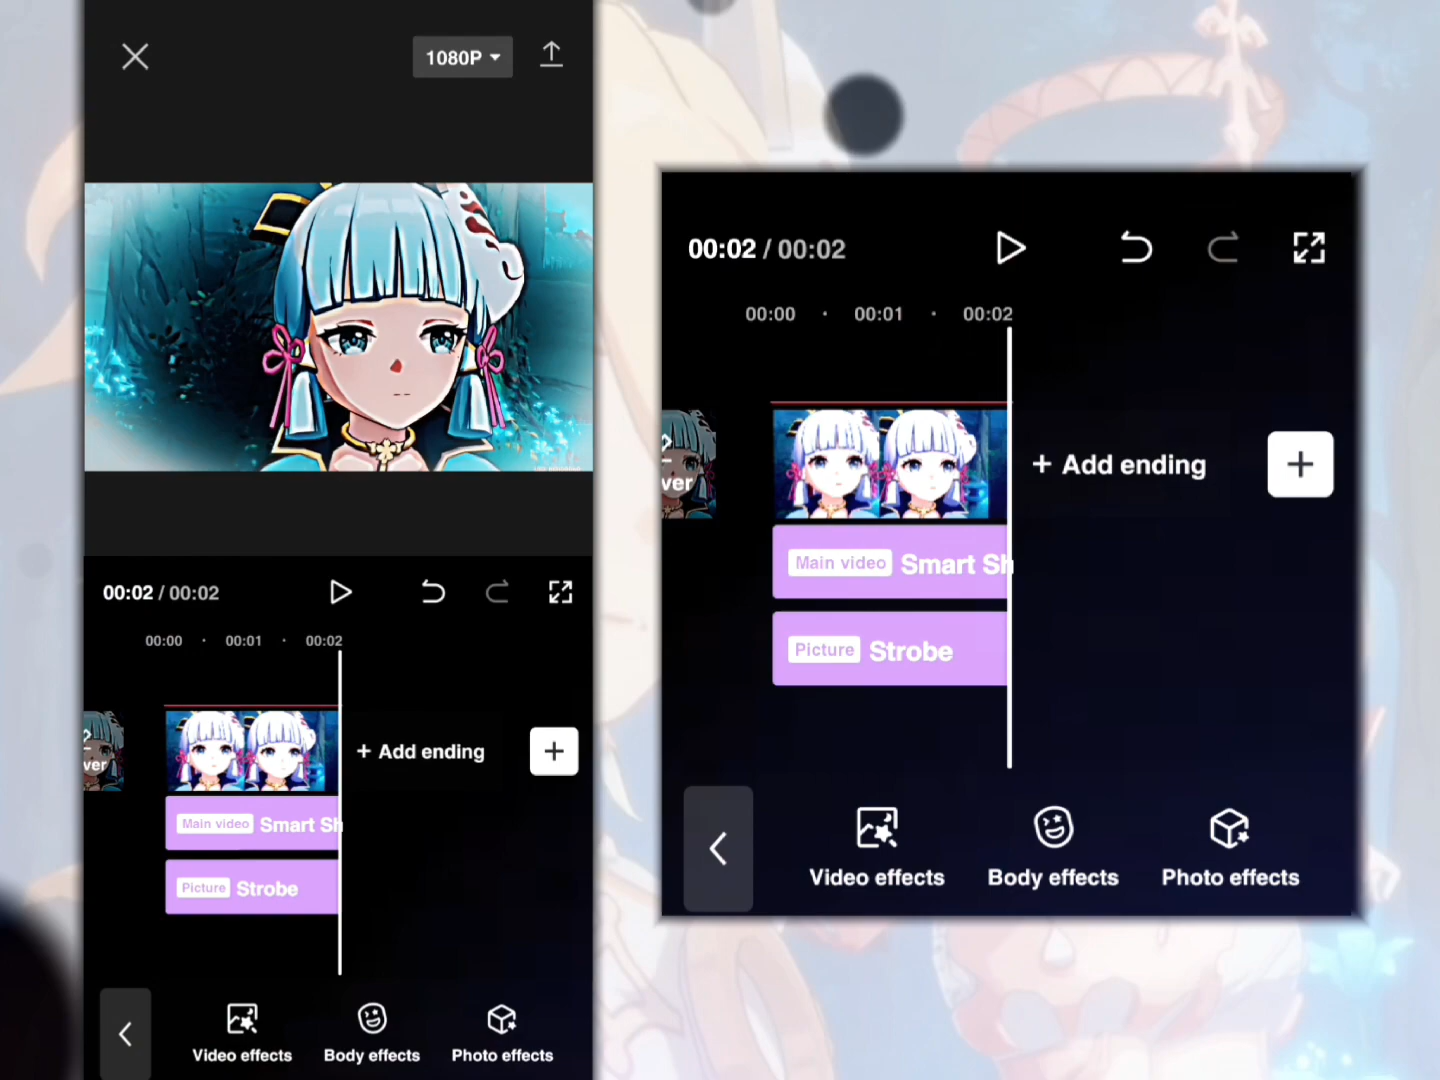 1080P
00:02 / 00:02
00:00 · 00:01 · 00:02
ver
+ Add ending
Main video Smart Sh
Picture Strobe
Video effects Body effects Photo effects
00:02 / 00:02
00:00 · 00:01 · 00:02
ver
+ Add ending
Main video Smart Sh
Picture Strobe
Video effects Body effects Photo effects